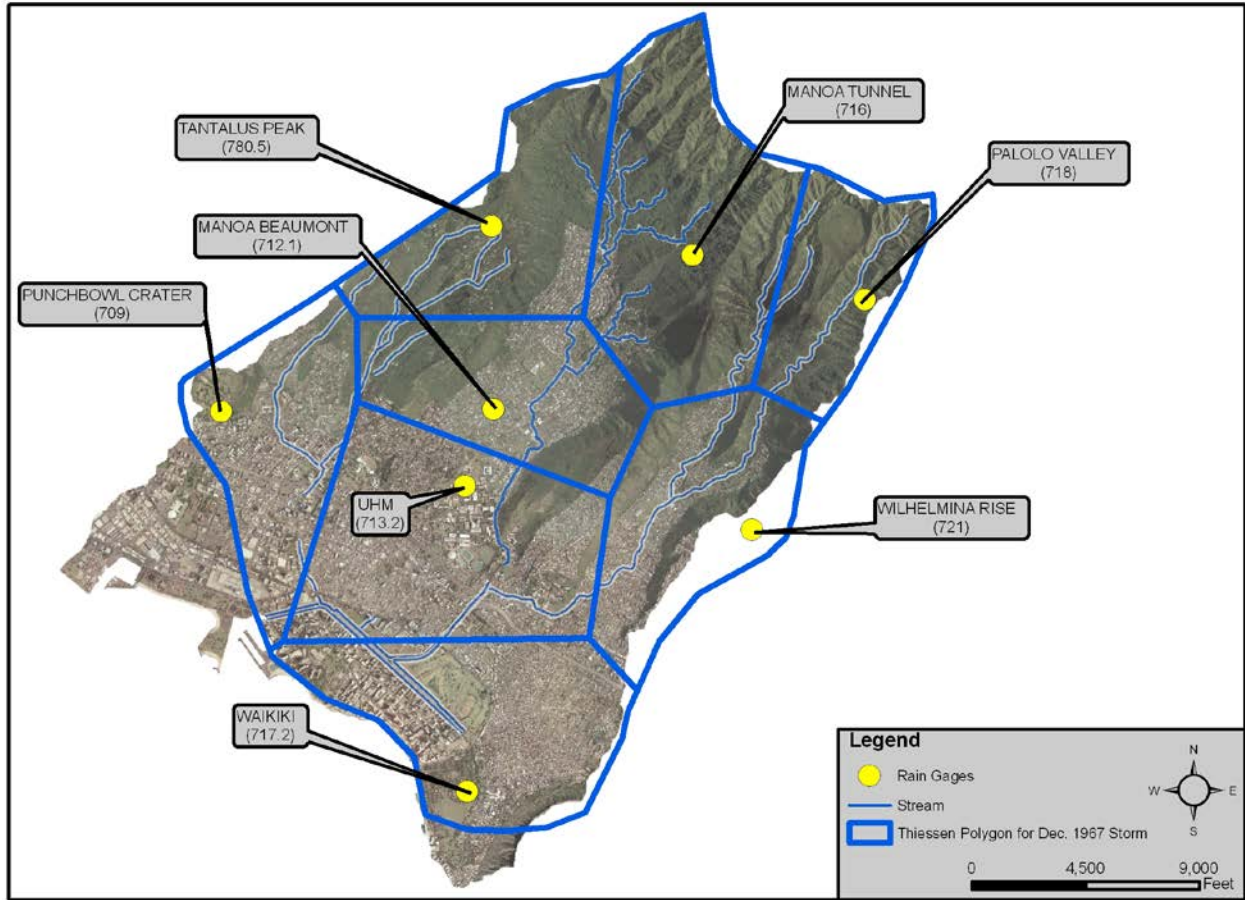 MANOA TUNNEL
(716)
TANTALUS PEAK
(780.5)
PALOLO VALLEY
(718)
MANOA BEAUMONT
(712.1)
PUNCHBOWL CRATER
(709)
UHM
(713.2)
WILHELMINA RISE
(721)
WAIKIKI
(717.2)
Legend
Rain Gages
Stream
Thiessen Polygon for Dec. 1967 Storm
N
W E
S
0 4,500 9,000
Feet